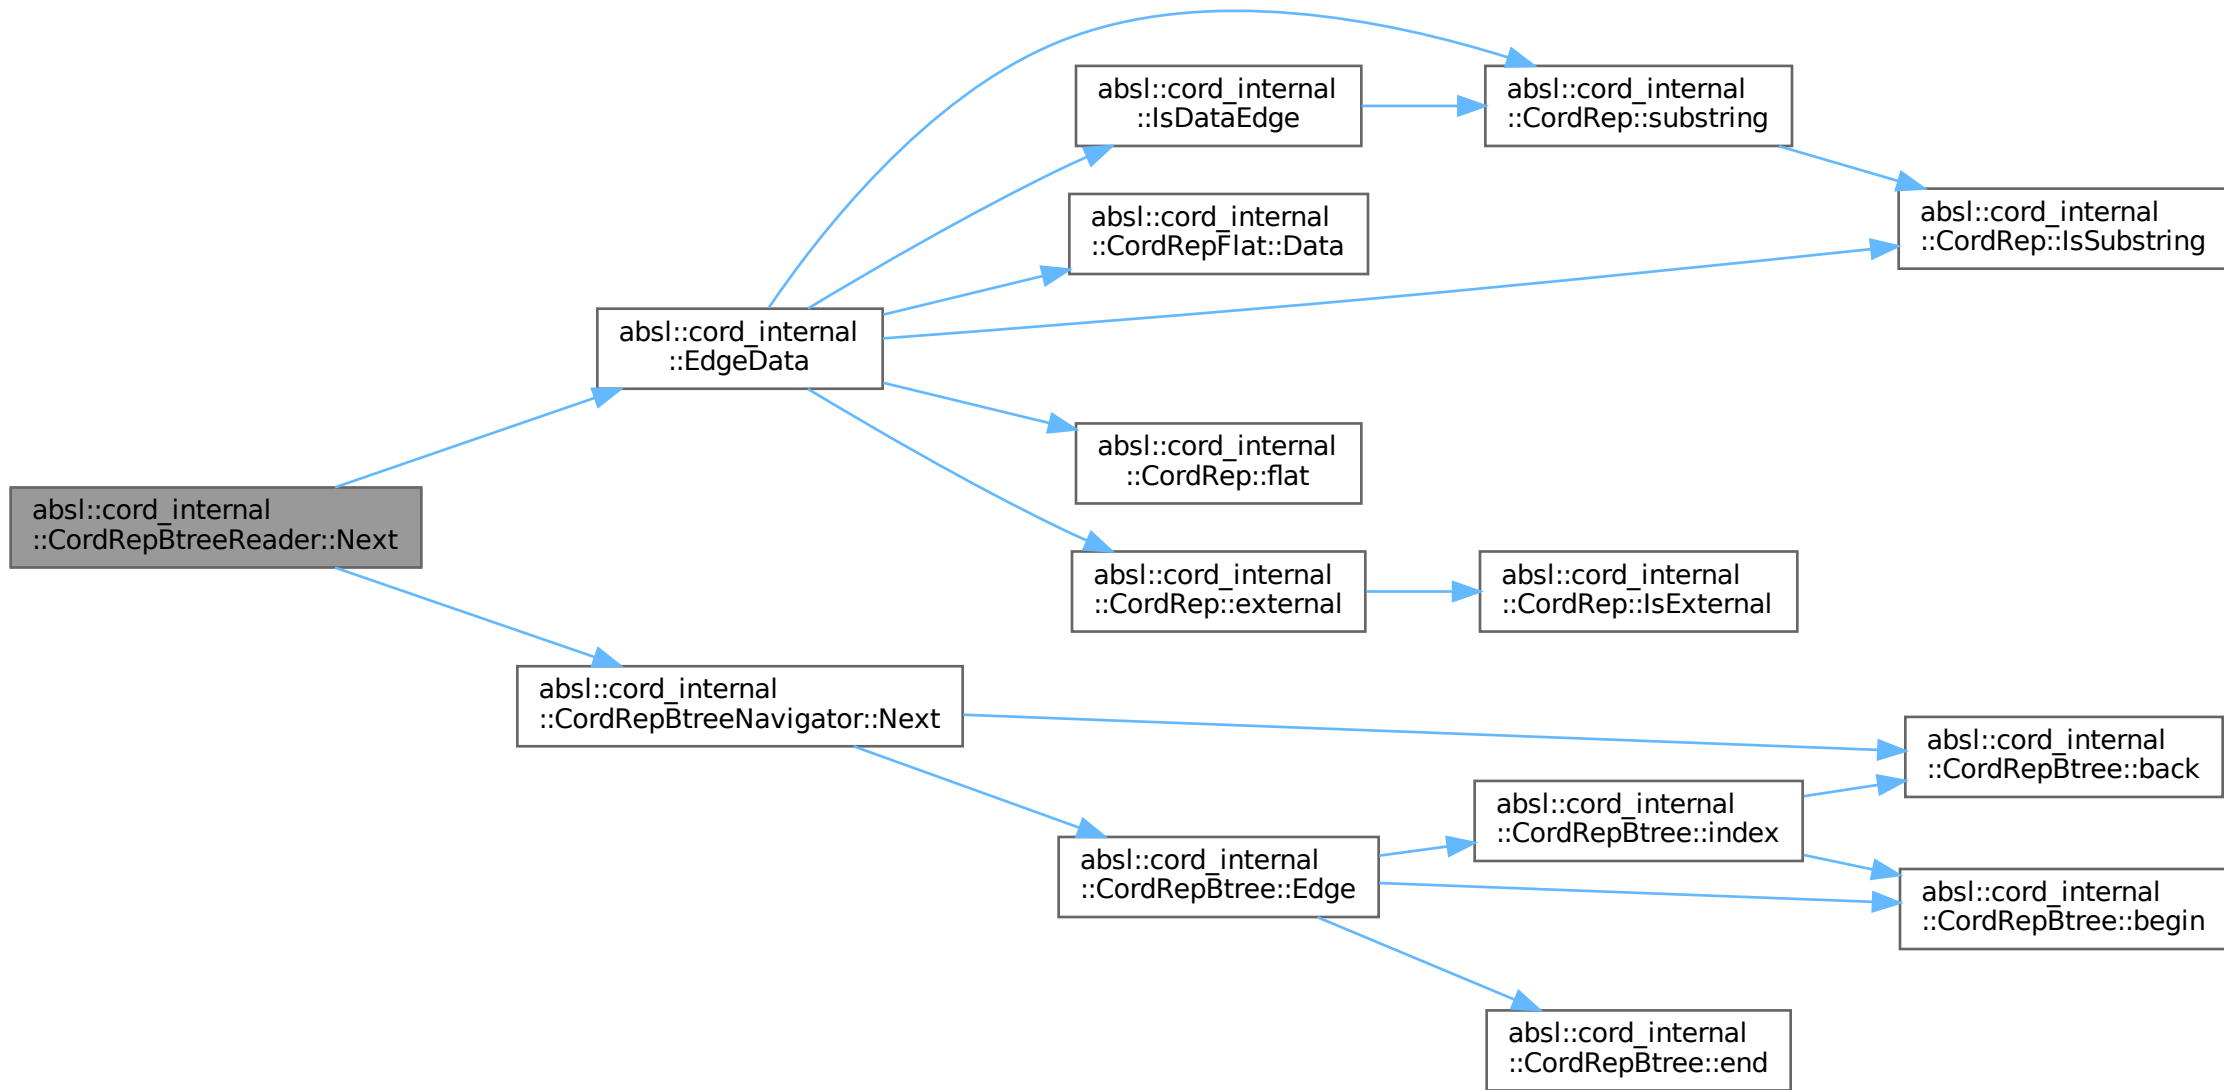 absl::cord_internal
::CordRepBtreeReader::Next
absl::cord_internal
::EdgeData
absl::cord_internal
::IsDataEdge
absl::cord_internal
::CordRep::substring
absl::cord_internal
::CordRep::IsSubstring
absl::cord_internal
::CordRepFlat::Data
absl::cord_internal
::CordRep::flat
absl::cord_internal
::CordRep::external
absl::cord_internal
::CordRep::IsExternal
absl::cord_internal
::CordRepBtreeNavigator::Next
absl::cord_internal
::CordRepBtree::back
absl::cord_internal
::CordRepBtree::Edge
absl::cord_internal
::CordRepBtree::index
absl::cord_internal
::CordRepBtree::begin
absl::cord_internal
::CordRepBtree::end